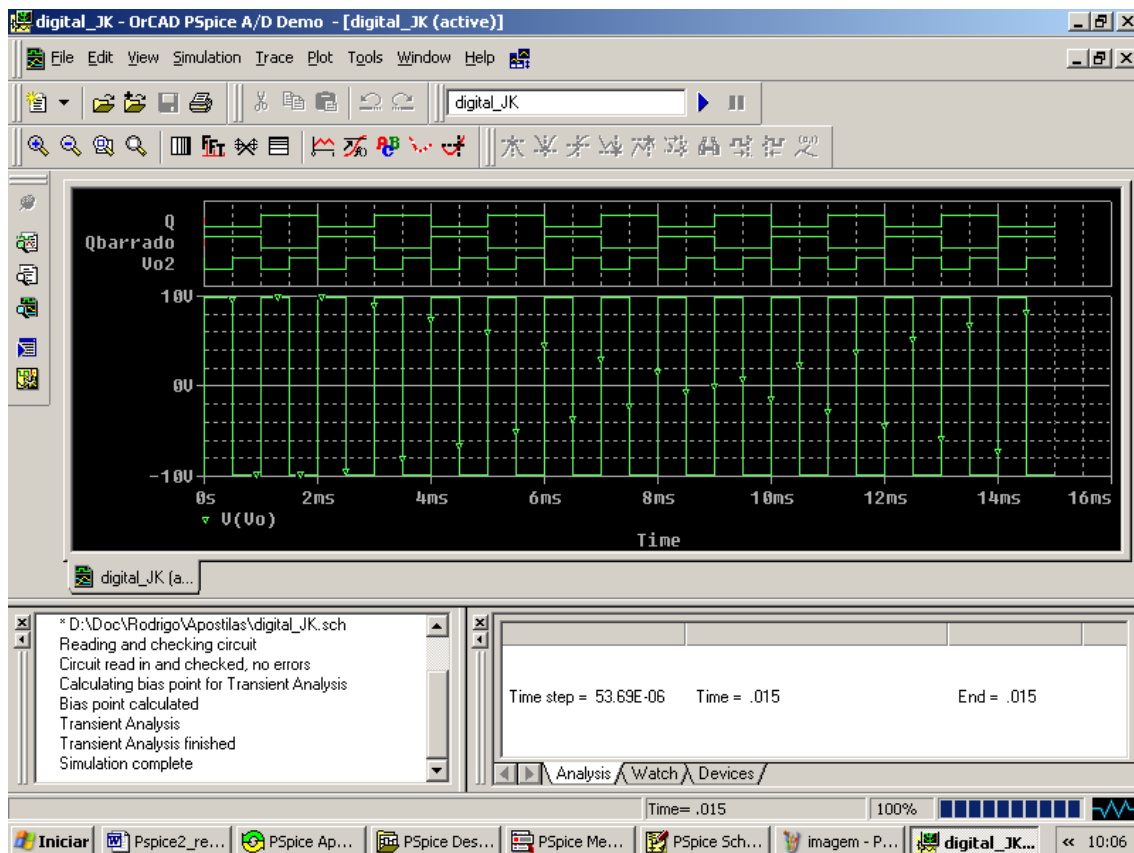 digital_JK - OrCAD PSpice A/D Demo - [digital_JK (active)]
File Edit View Simulation Trace Plot Tools Window Help
digital_JK
Q
Qbarrado
Vo2
10V
0V
-10V
0s 2ms 4ms 6ms 8ms 10ms 12ms 14ms 16ms
V(Vo)
Time
digital_JK (a...
* D:\Doc\Rodrigo\Apostilas\digital_JK.sch
Reading and checking circuit
Circuit read in and checked, no errors
Calculating bias point for Transient Analysis
Bias point calculated
Transient Analysis
Transient Analysis finished
Simulation complete
Time step = 53.69E-06 Time = .015 End = .015
Analysis Watch Devices
Time= .015 100%
Iniciar Pspice2_re... PSpice Ap... PSpice Des... PSpice Me... PSpice Sch... imagem - P... digital_JK... « 10:06